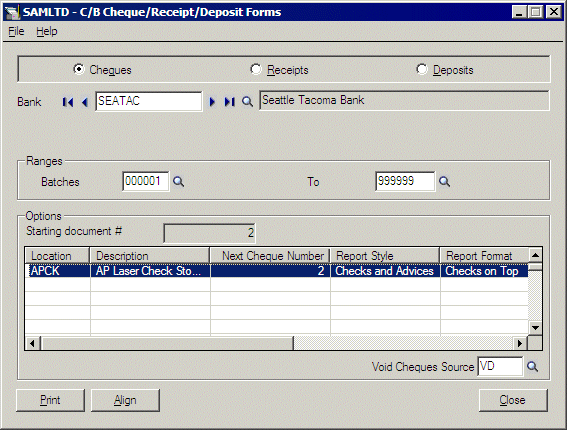 SAMLTD - C/B Cheque/Receipt/Deposit Forms
File Help
Cheques Receipts Deposits
Bank SEATAC Seattle Tacoma Bank
Ranges
Batches 000001 To 999999
Options
Starting document # 2
Location Description Next Cheque Number Report Style Report Format
APCK AP Laser Check Sto... 2 Checks and Advices Checks on Top
Void Cheques Source VD
Print Align Close